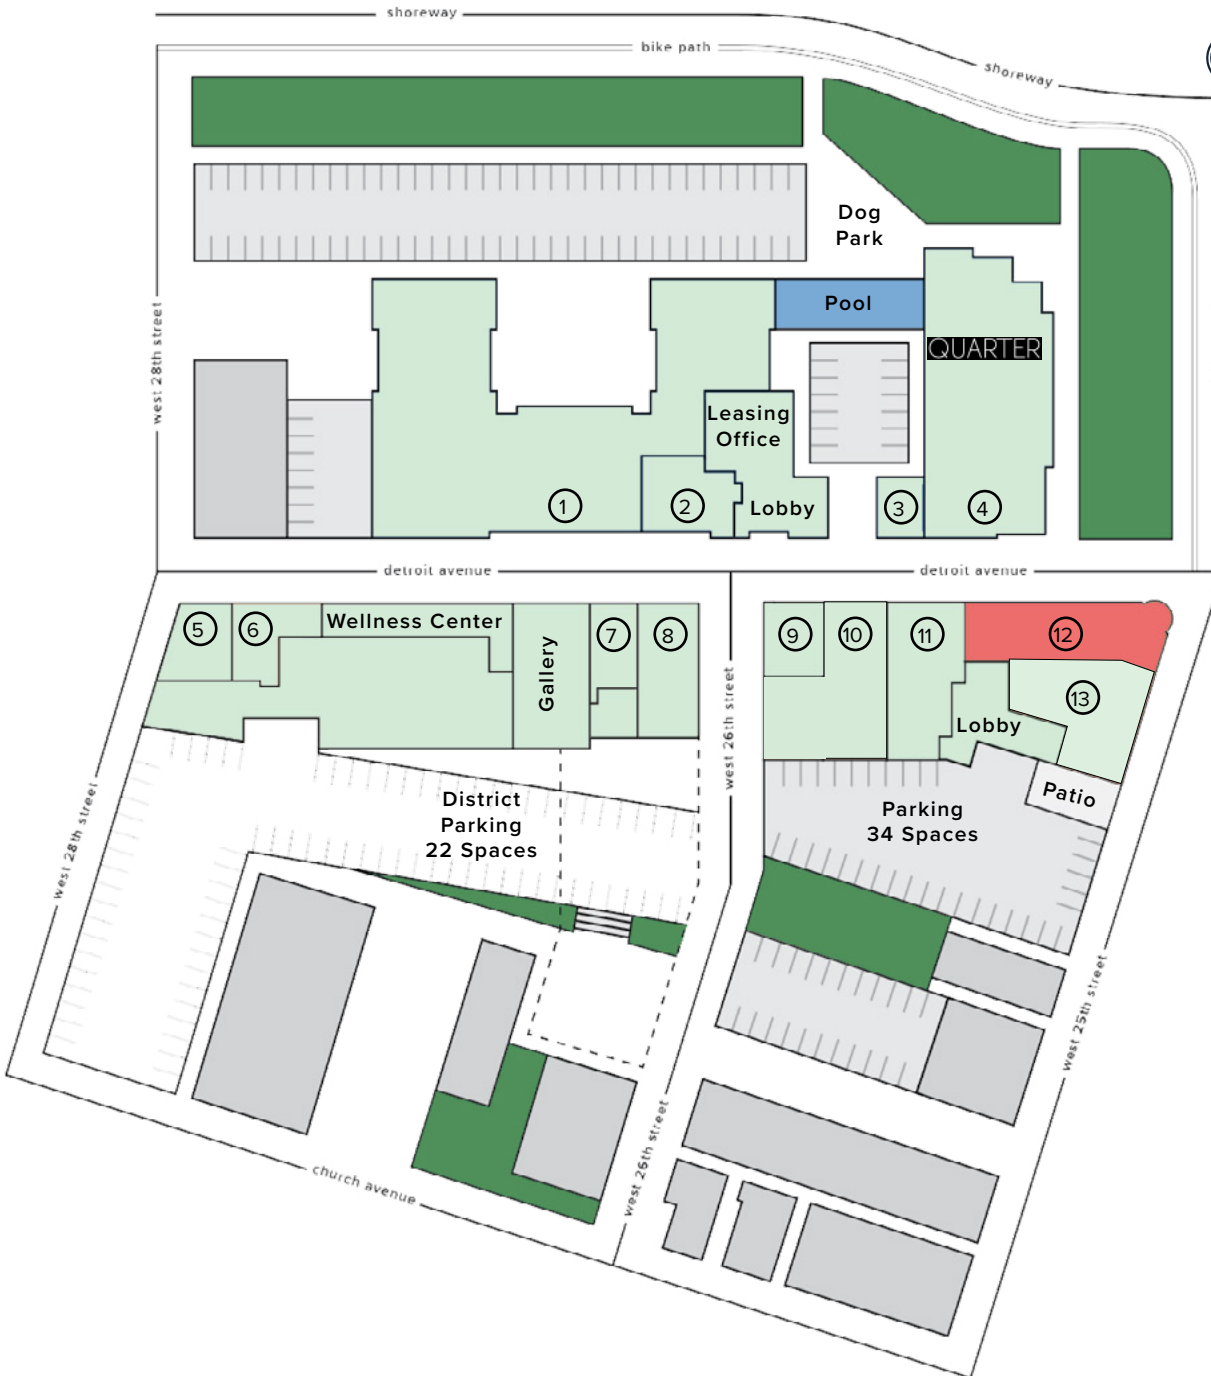 shoreway
bike path
shoreway
Dog
Park
Pool
west 28th street
QUARTER
Leasing
Office
1
2
Lobby
3
4
detroit avenue
detroit avenue
5
6
Wellness Center
Gallery
7
8
9
10
11
12
13
Lobby
west 26th street
west 28th street
District
Parking
22 Spaces
Parking
34 Spaces
Patio
west 25th street
west 26th street
church avenue